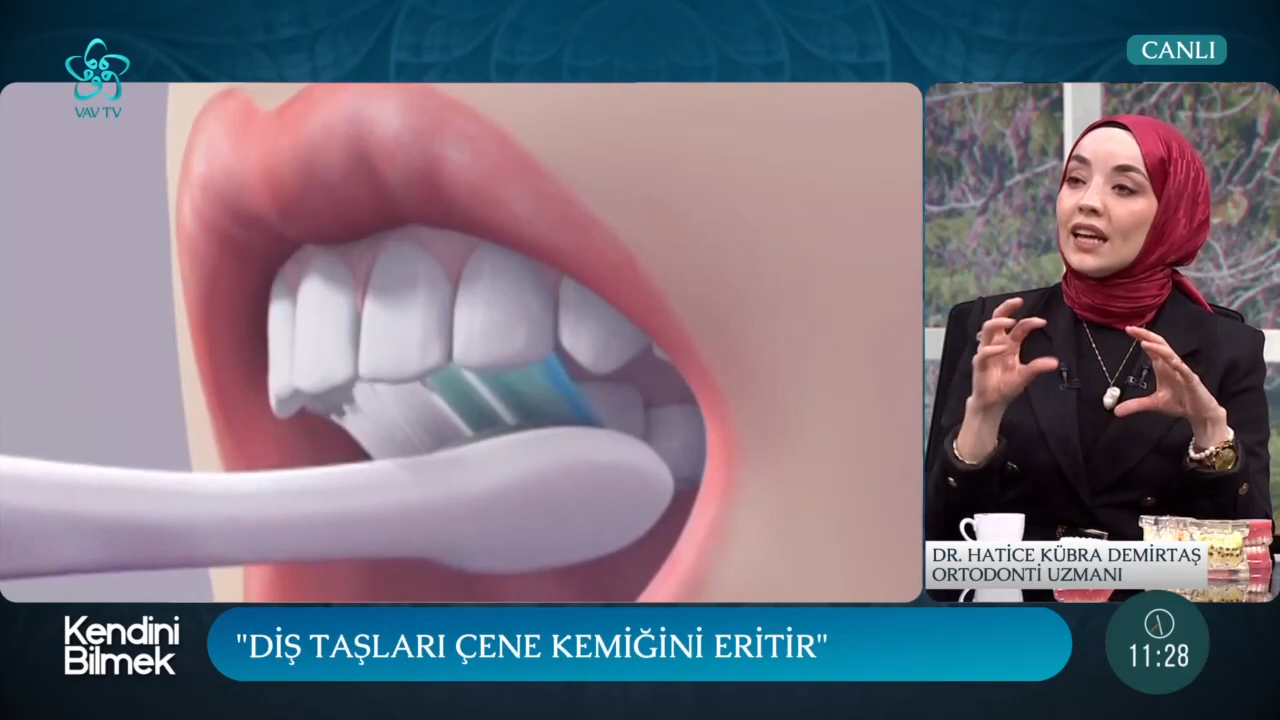 VAV TV
CANLI
DR. HATİCE KÜBRA DEMİRTAŞ
ORTODONTİ UZMANI
Kendini
Bilmek
"DİŞ TAŞLARI ÇENE KEMİĞİNİ ERİTİR"
11:28